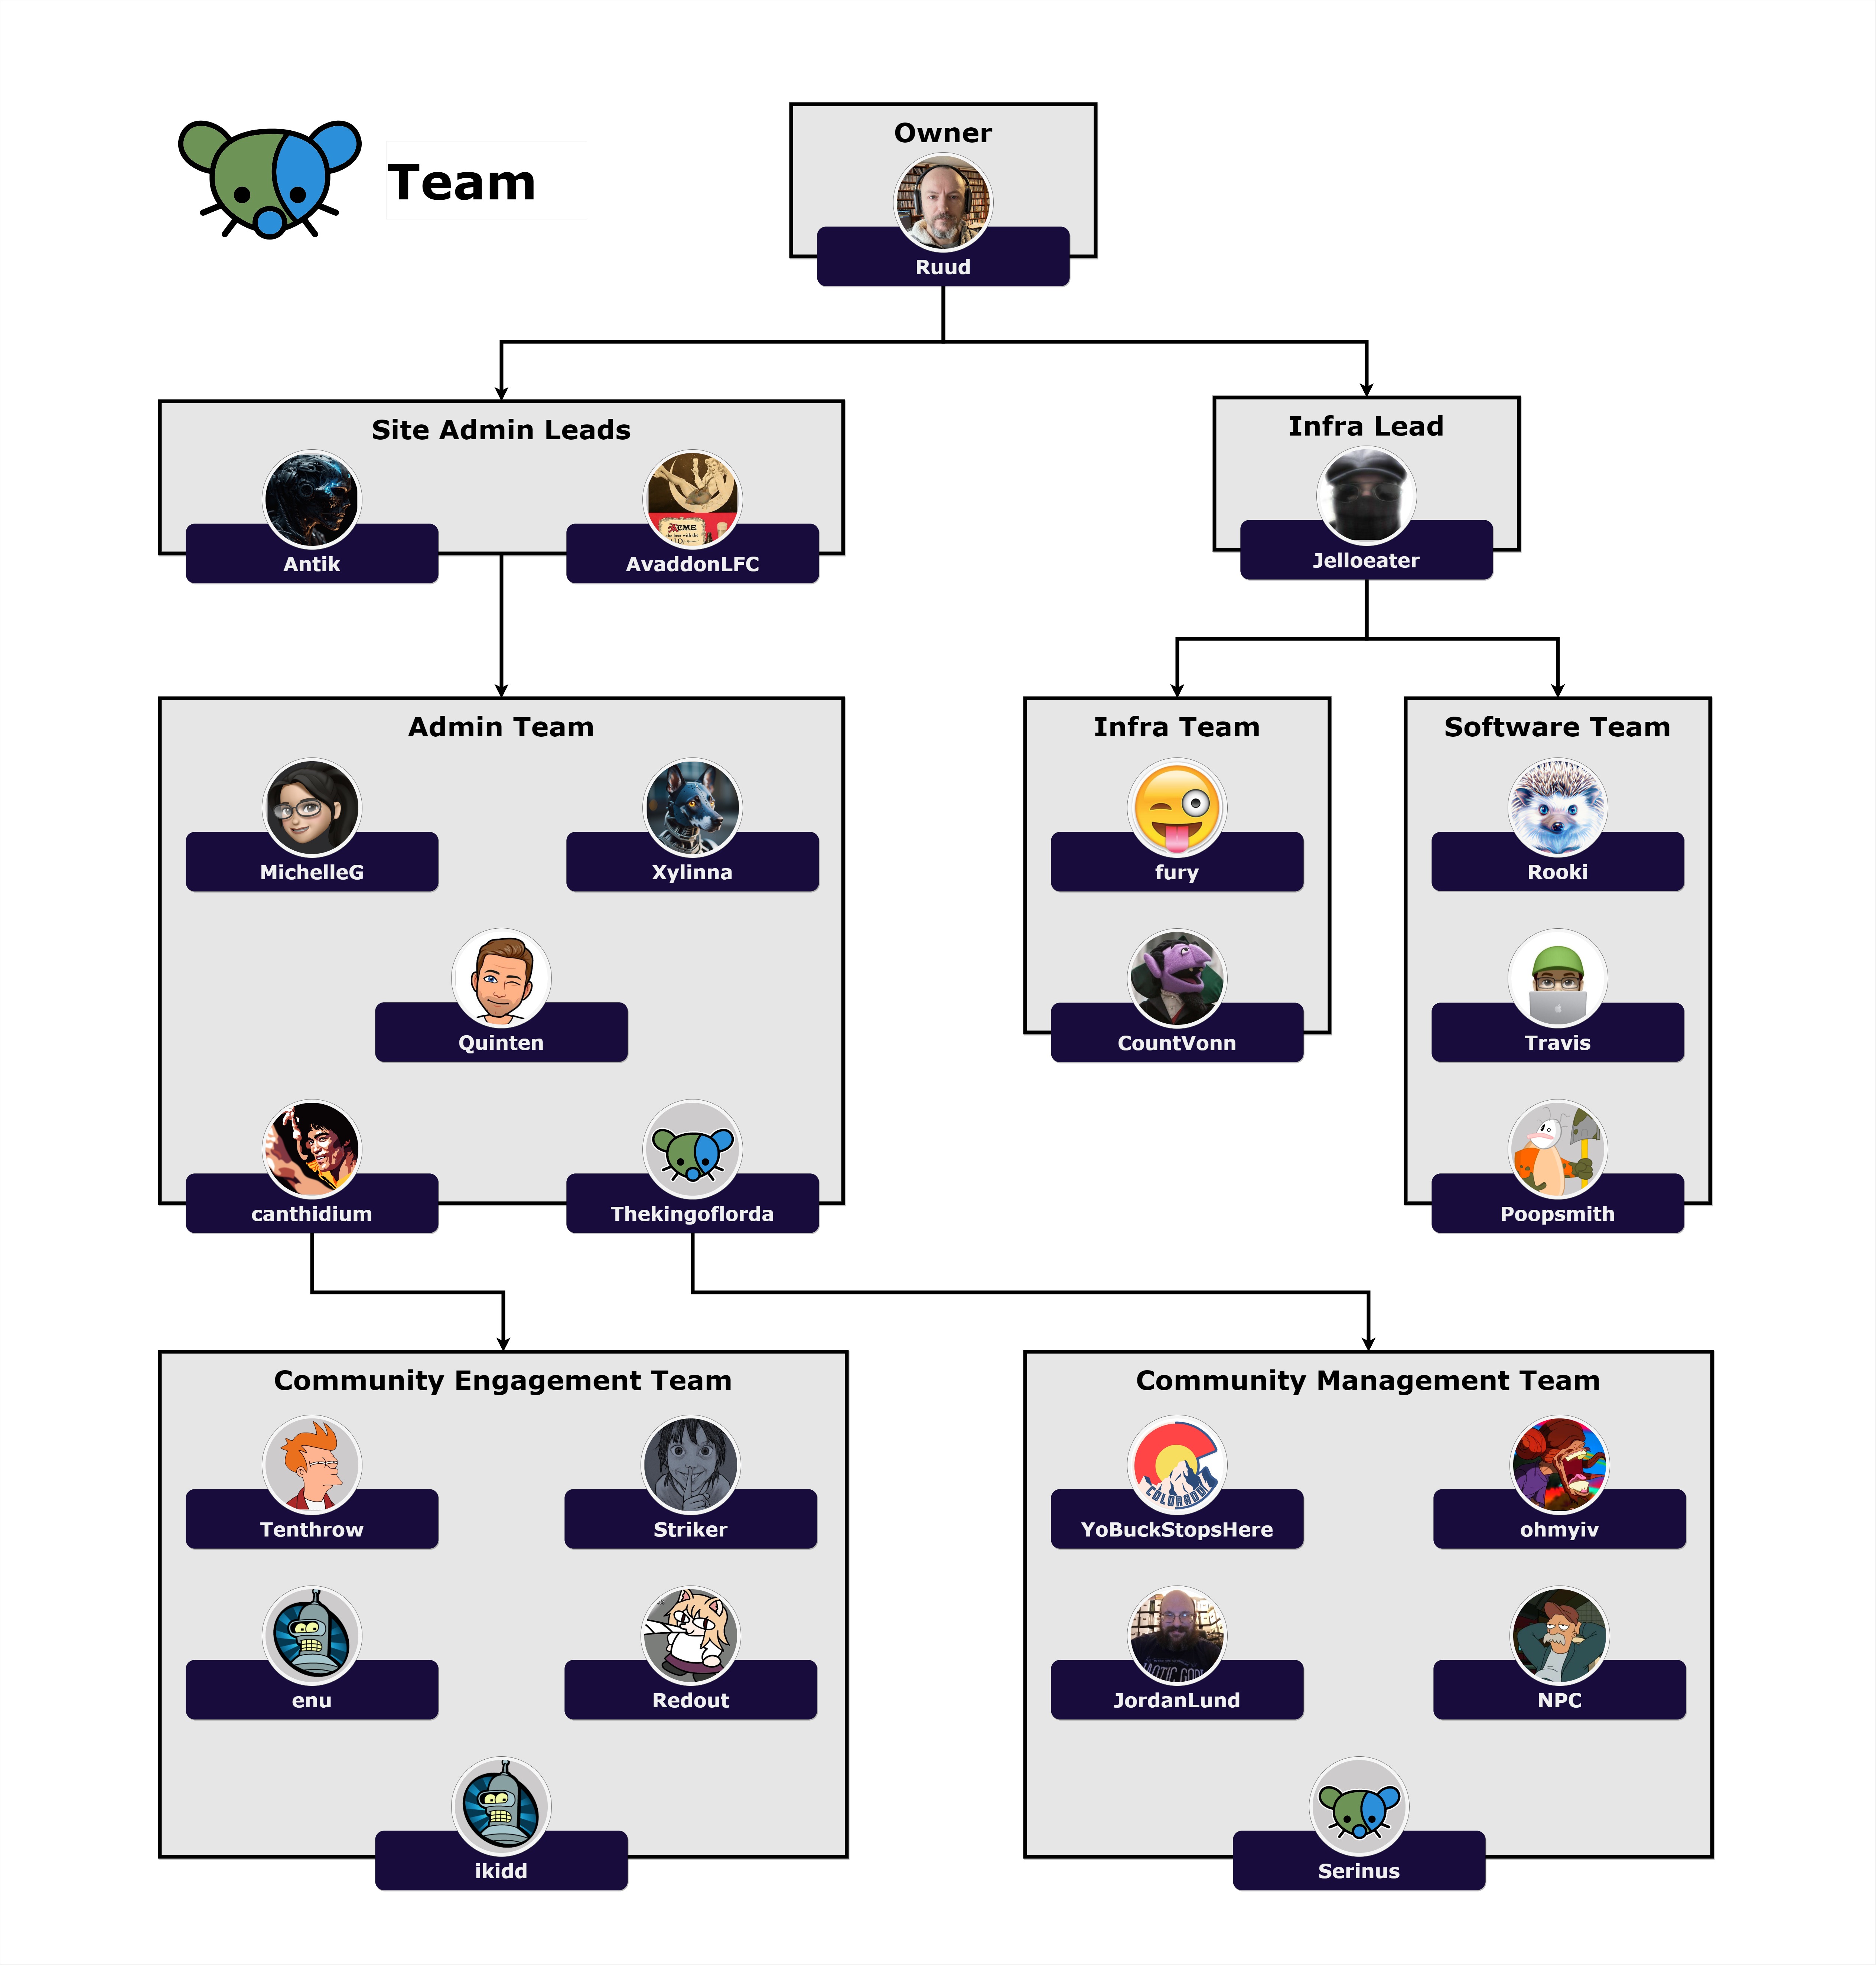 Team
Owner
Ruud
Site Admin Leads
Antik
ACME
AvaddonLFC
Infra Lead
Jelloeater
Admin Team
MichelleG
Xylinna
Quinten
canthidium
Thekingoflorda
Infra Team
fury
CountVonn
Software Team
Rooki
Travis
Poopsmith
Community Engagement Team
Tenthrow
Striker
enu
Redout
ikidd
Community Management Team
COLORADO
YoBuckStopsHere
ohmyiv
JordanLund
NPC
Serinus